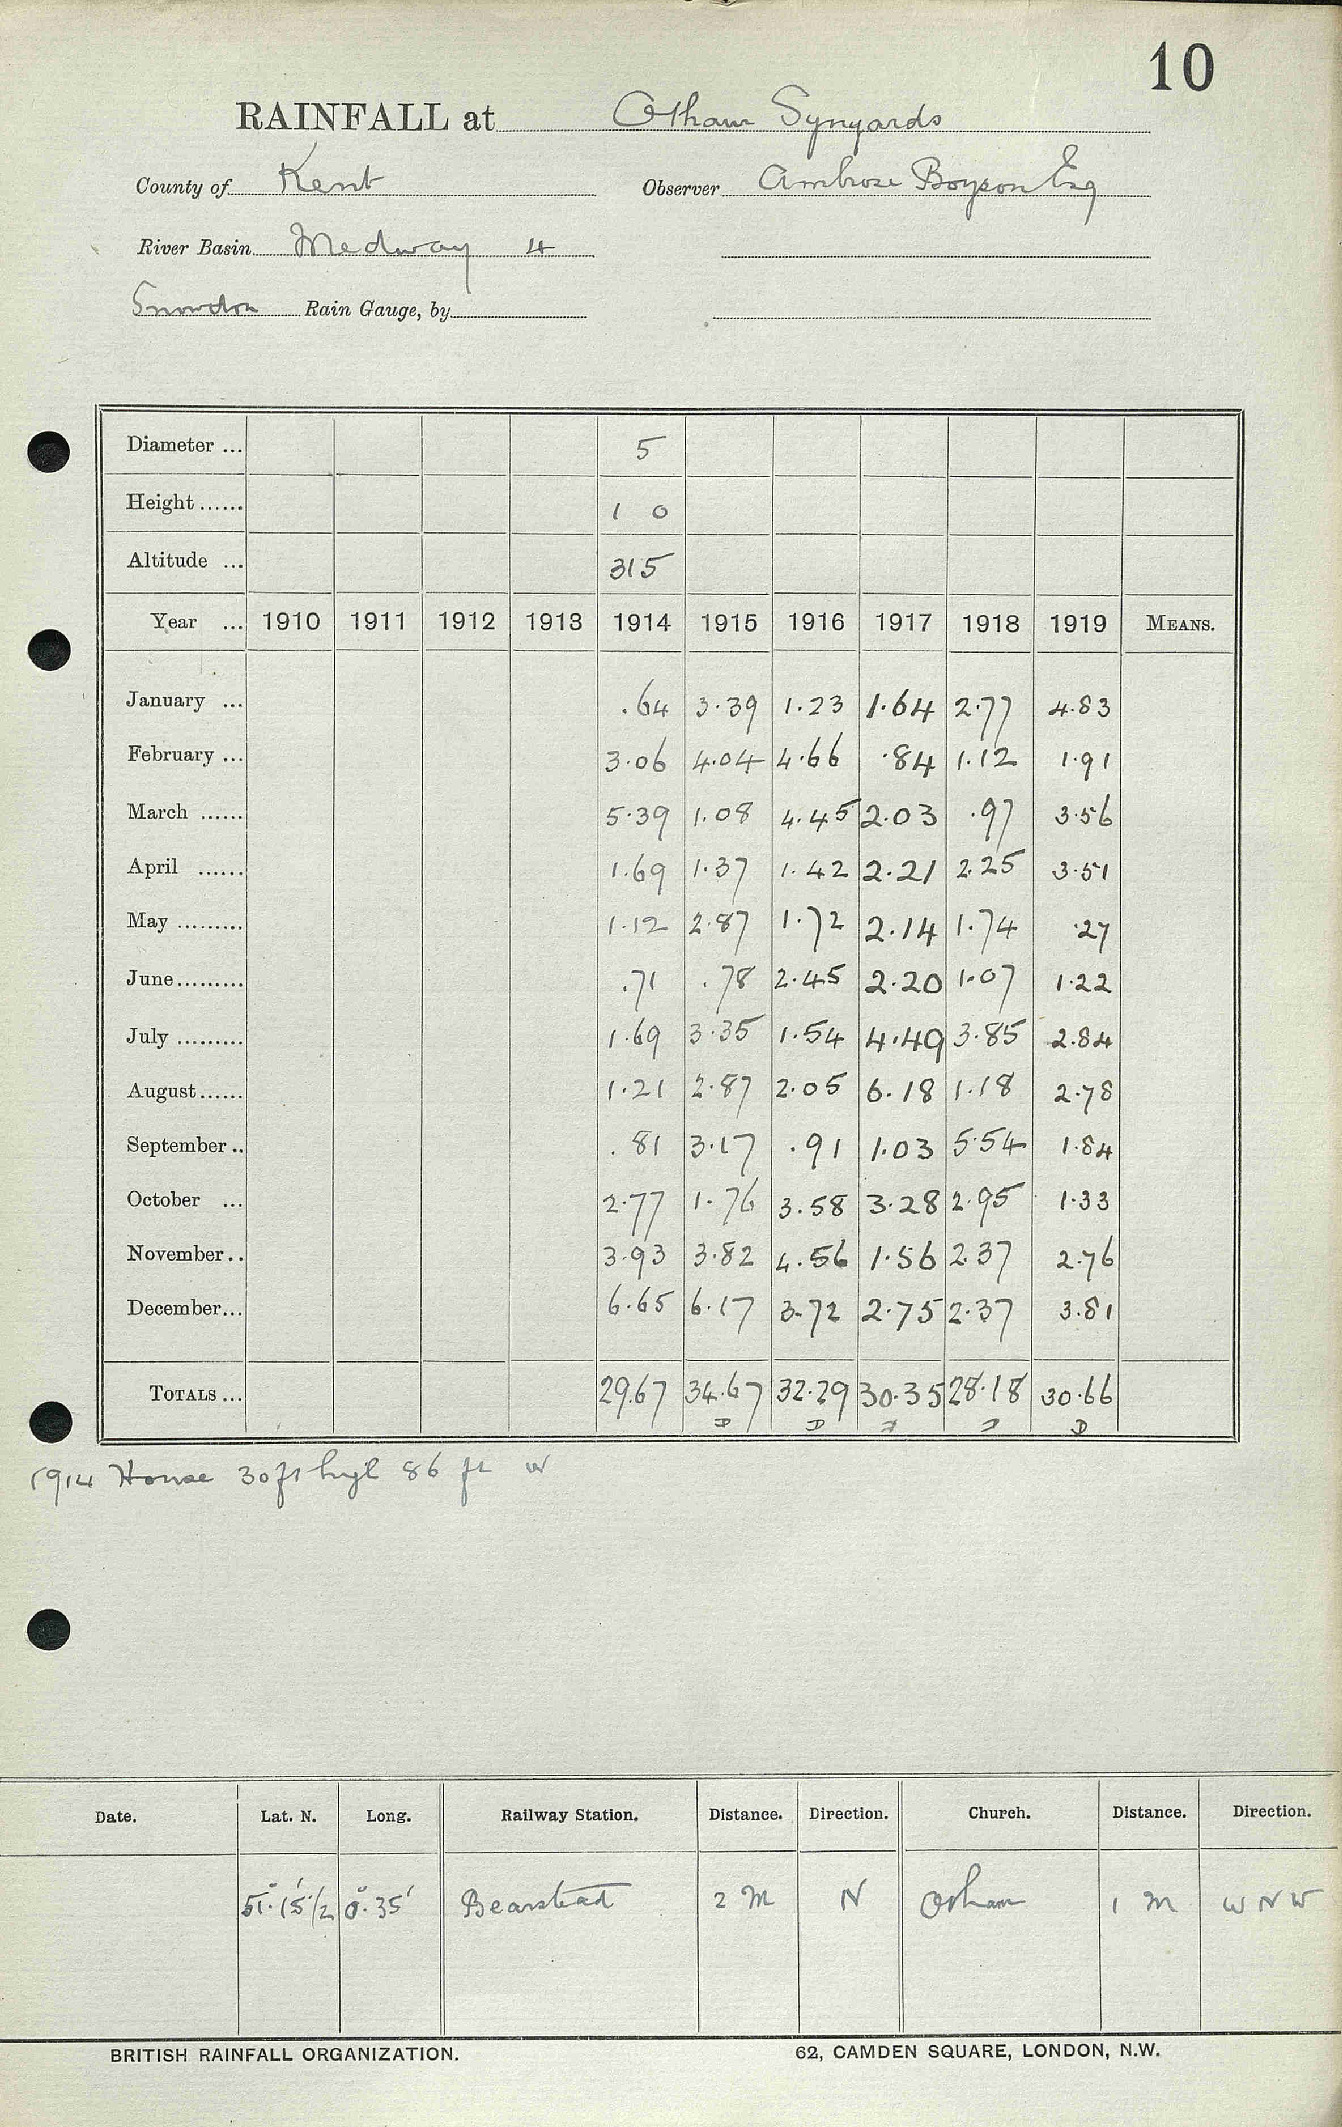 10
RAINFALL at Otham Synyards
County of Kent Observer Ambrose Boyson Esq
River Basin Medway 4
Snowdon Rain Gauge, by
Diameter ... 5
Height ...... 1 0
Altitude ... 315
Year ... 1910 1911 1912 1913 1914 1915 1916 1917 1918 1919 MEANS.
January ... .64 3.39 1.23 1.64 2.77 4.83
February ... 3.06 4.04 4.66 .84 1.12 1.91
March ...... 5.39 1.08 4.45 2.03 .97 3.56
April ...... 1.69 1.37 1.42 2.21 2.25 3.51
May ......... 1.12 2.87 1.72 2.14 1.74 .27
June ......... .71 .78 2.45 2.20 1.07 1.22
July ......... 1.69 3.35 1.54 4.49 3.85 2.84
August ...... 1.21 2.87 2.05 6.18 1.18 2.78
September .. .81 3.17 .91 1.03 5.54 1.84
October ... 2.77 1.76 3.58 3.28 2.95 1.33
November .. 3.93 3.82 4.56 1.56 2.37 2.76
December ... 6.65 6.17 3.72 2.75 2.37 3.81
TOTALS ... 29.67 34.67 32.29 30.35 28.18 30.66
D D D D D
1914 House 30 ft high 86 ft W
Date. Lat. N. Long. Railway Station. Distance. Direction. Church. Distance. Direction.
51° 15'1/2 0° 35' Bearstead 2 M N Otham 1 M W N W
BRITISH RAINFALL ORGANIZATION. 62, CAMDEN SQUARE, LONDON, N.W.